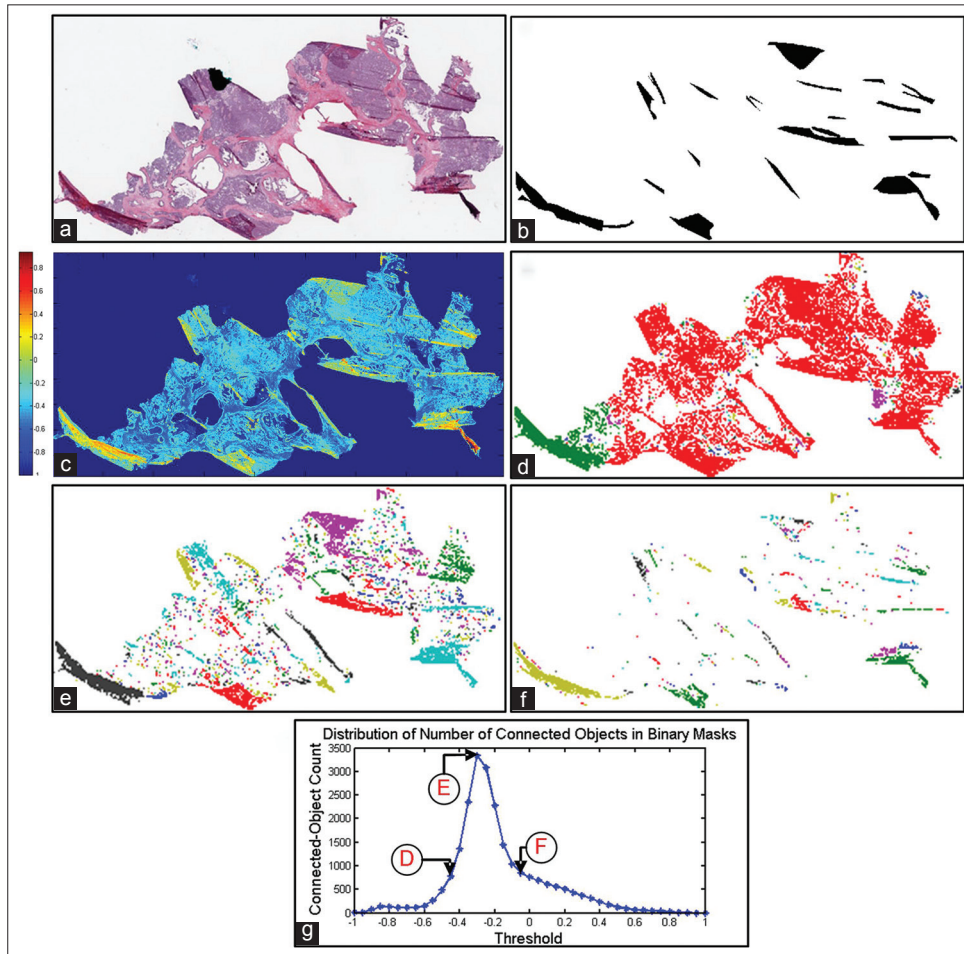 a
b
0.8
0.6
0.4
0.2
0
-0.2
-0.4
-0.6
-0.8
c
d
e
f
Distribution of Number of Connected Objects in Binary Masks
3500
3000
2500
2000
1500
1000
500
0
Connected-Object Count
E
D
F
-1 -0.8 -0.6 -0.4 -0.2 0 0.2 0.4 0.6 0.8 1
Threshold
g